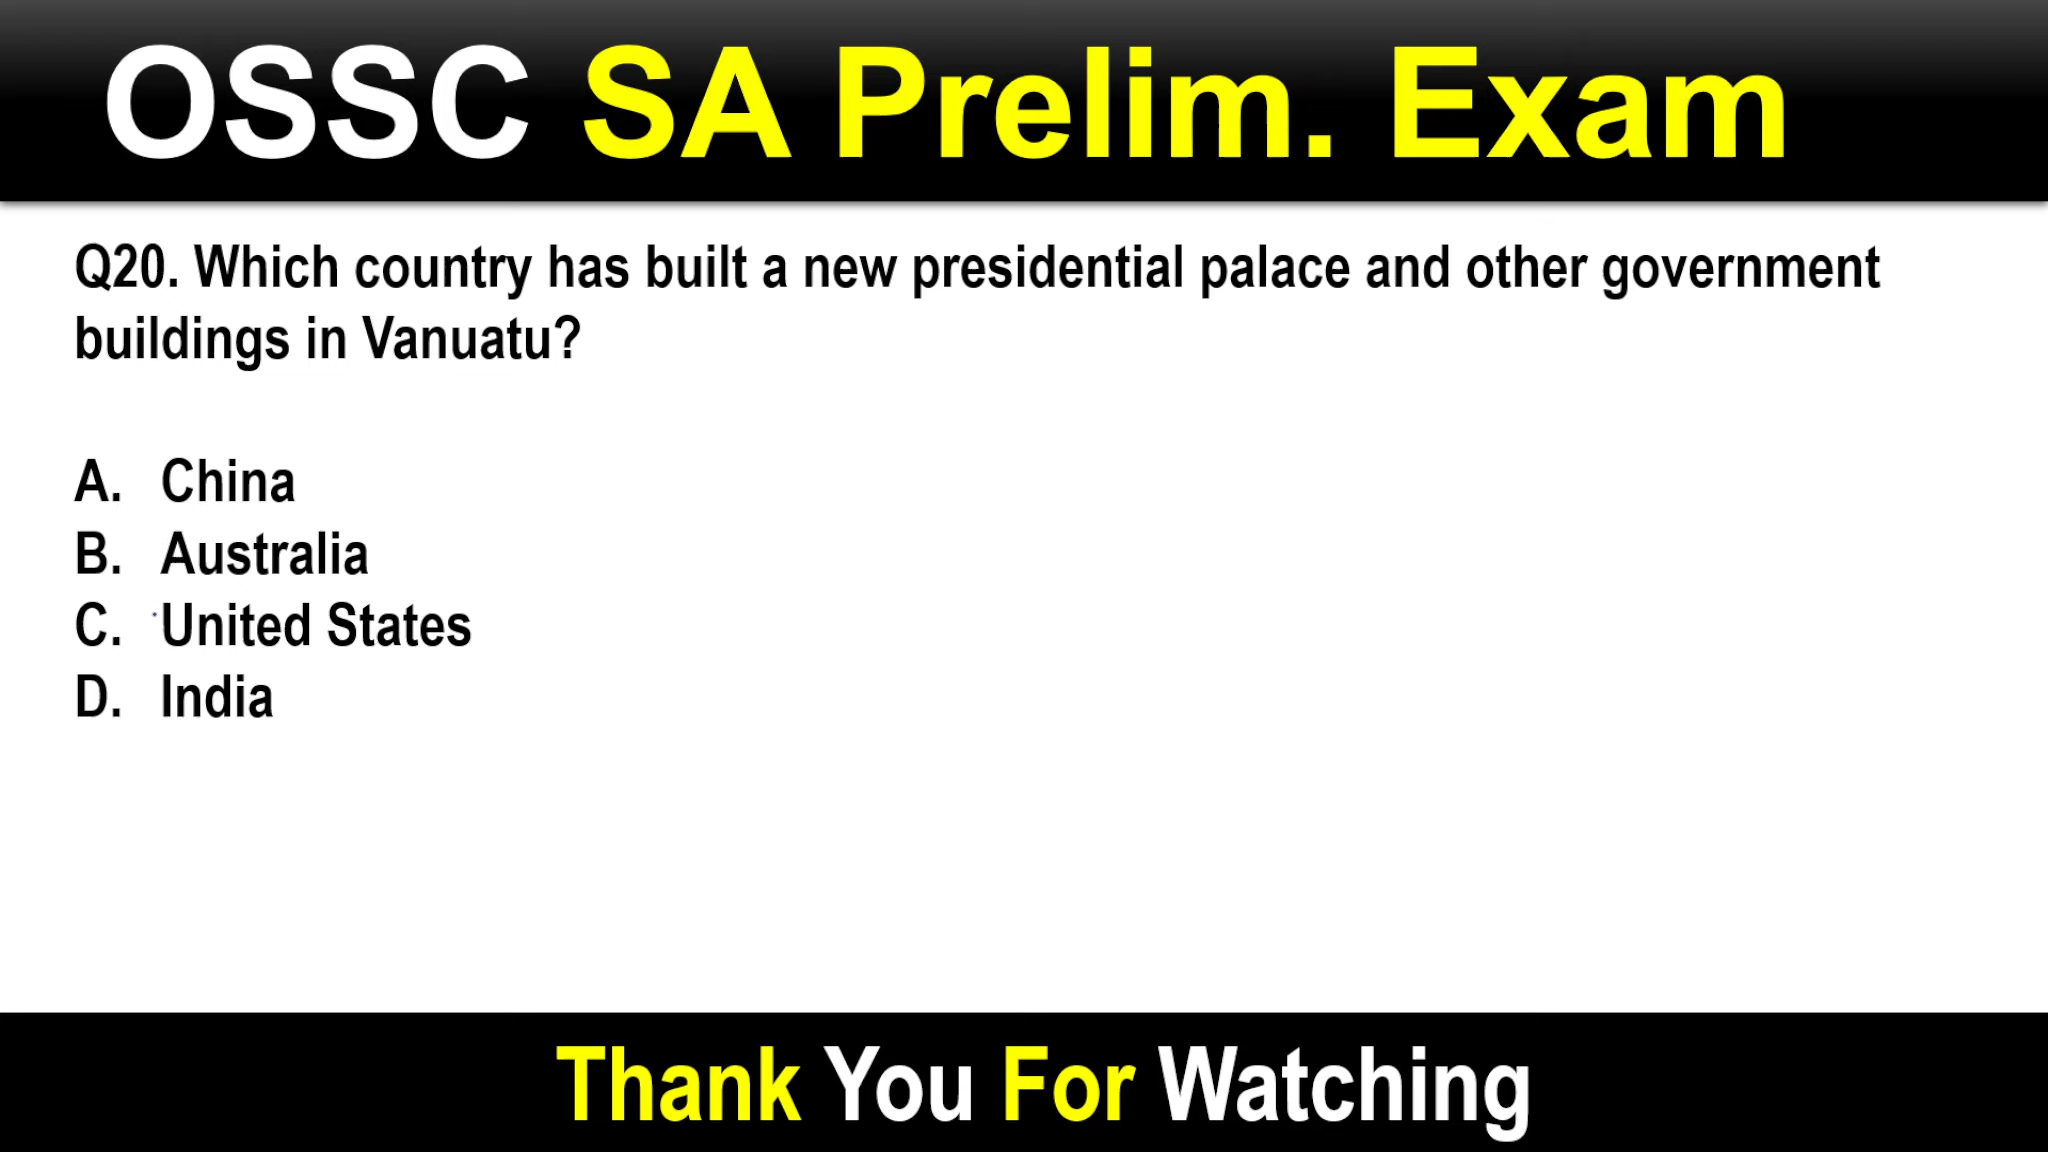 OSSC SA Prelim. Exam
Q20. Which country has built a new presidential palace and other government
buildings in Vanuatu?
A. China
B. Australia
C. United States
D. India
Thank You For Watching